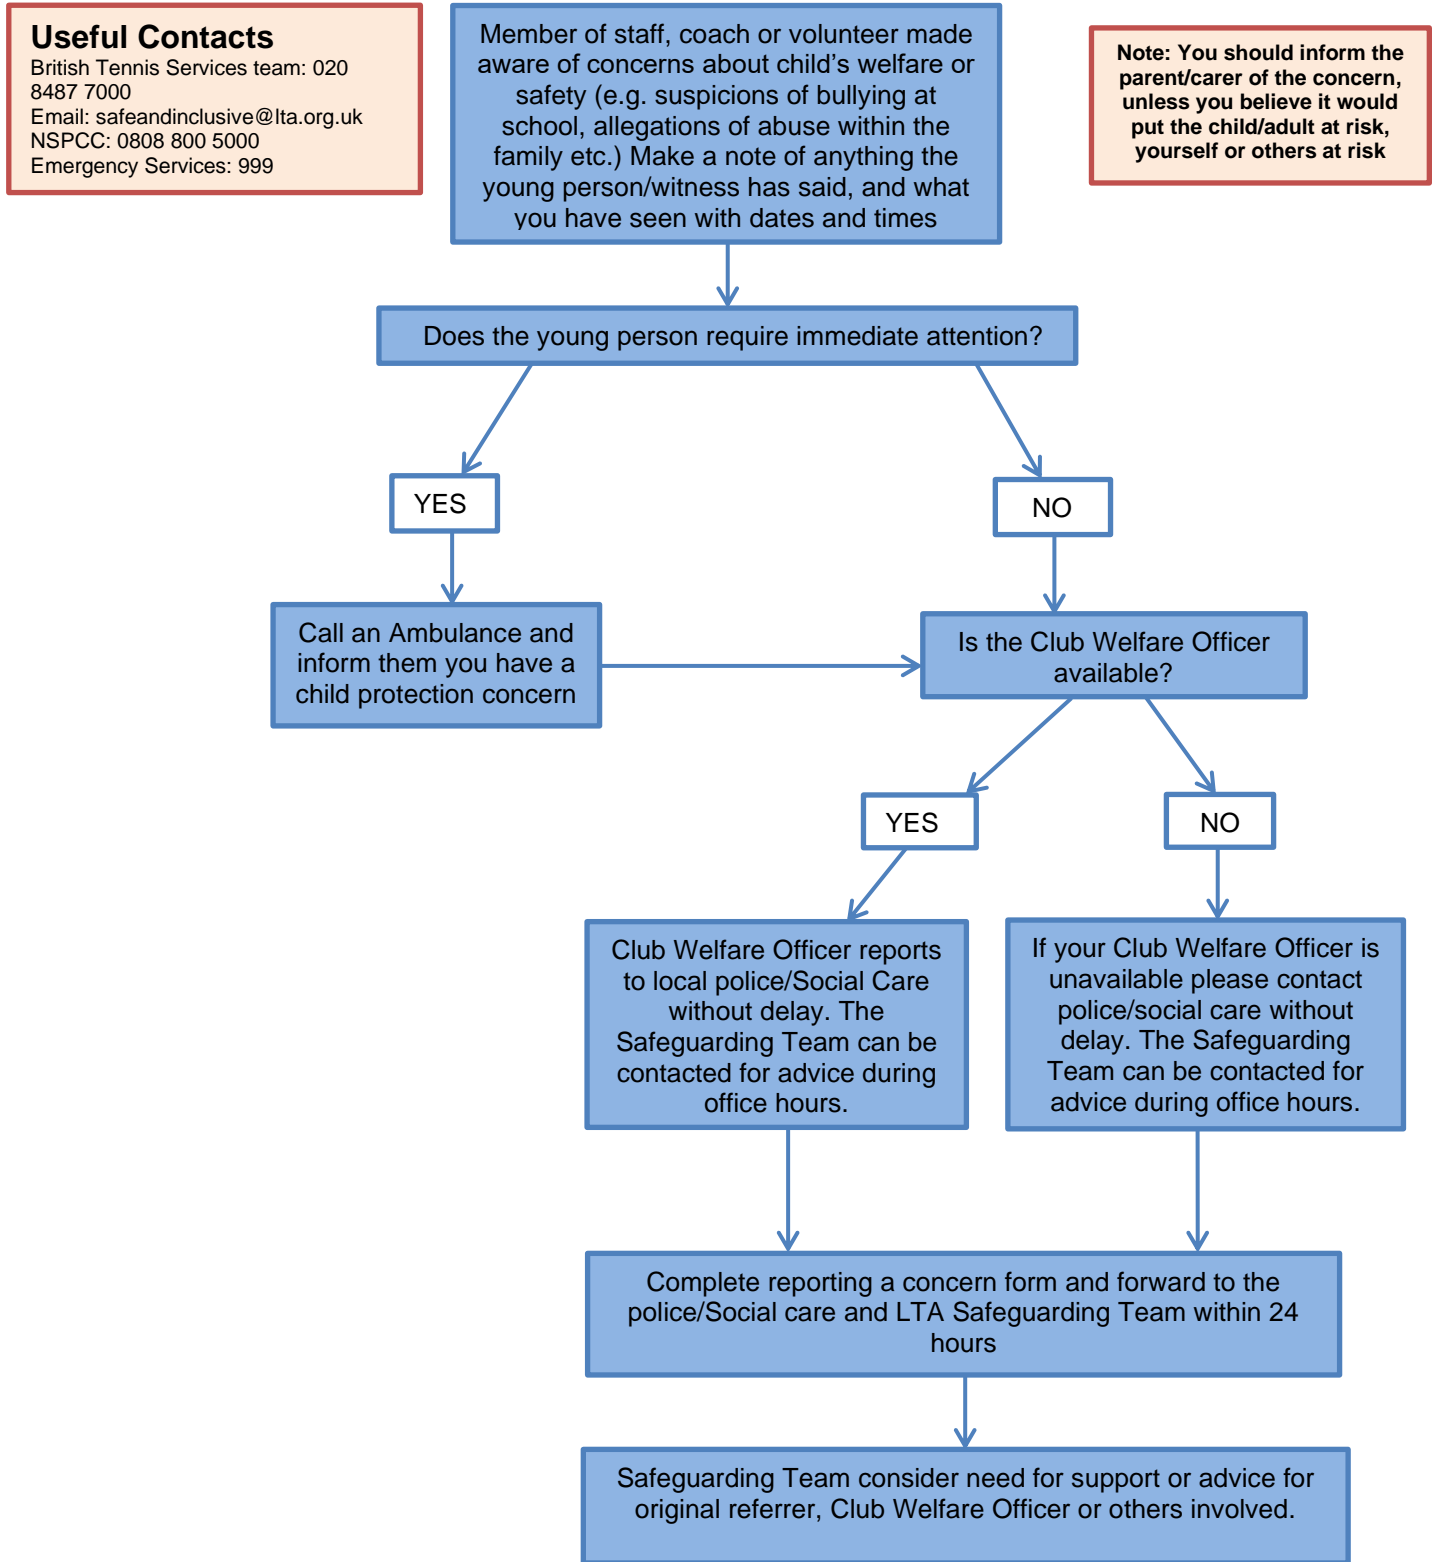 Useful Contacts
British Tennis Services team: 020
8487 7000
Email: safeandinclusive@lta.org.uk
NSPCC: 0808 800 5000
Emergency Services: 999
Member of staff, coach or volunteer made
aware of concerns about child’s welfare or
safety (e.g. suspicions of bullying at
school, allegations of abuse within the
family etc.) Make a note of anything the
young person/witness has said, and what
you have seen with dates and times
Note: You should inform the
parent/carer of the concern,
unless you believe it would
put the child/adult at risk,
yourself or others at risk
Does the young person require immediate attention?
YES
NO
Call an Ambulance and
inform them you have a
child protection concern
Is the Club Welfare Officer
available?
YES
NO
Club Welfare Officer reports
to local police/Social Care
without delay. The
Safeguarding Team can be
contacted for advice during
office hours.
If your Club Welfare Officer is
unavailable please contact
police/social care without
delay. The Safeguarding
Team can be contacted for
advice during office hours.
Complete reporting a concern form and forward to the
police/Social care and LTA Safeguarding Team within 24
hours
Safeguarding Team consider need for support or advice for
original referrer, Club Welfare Officer or others involved.